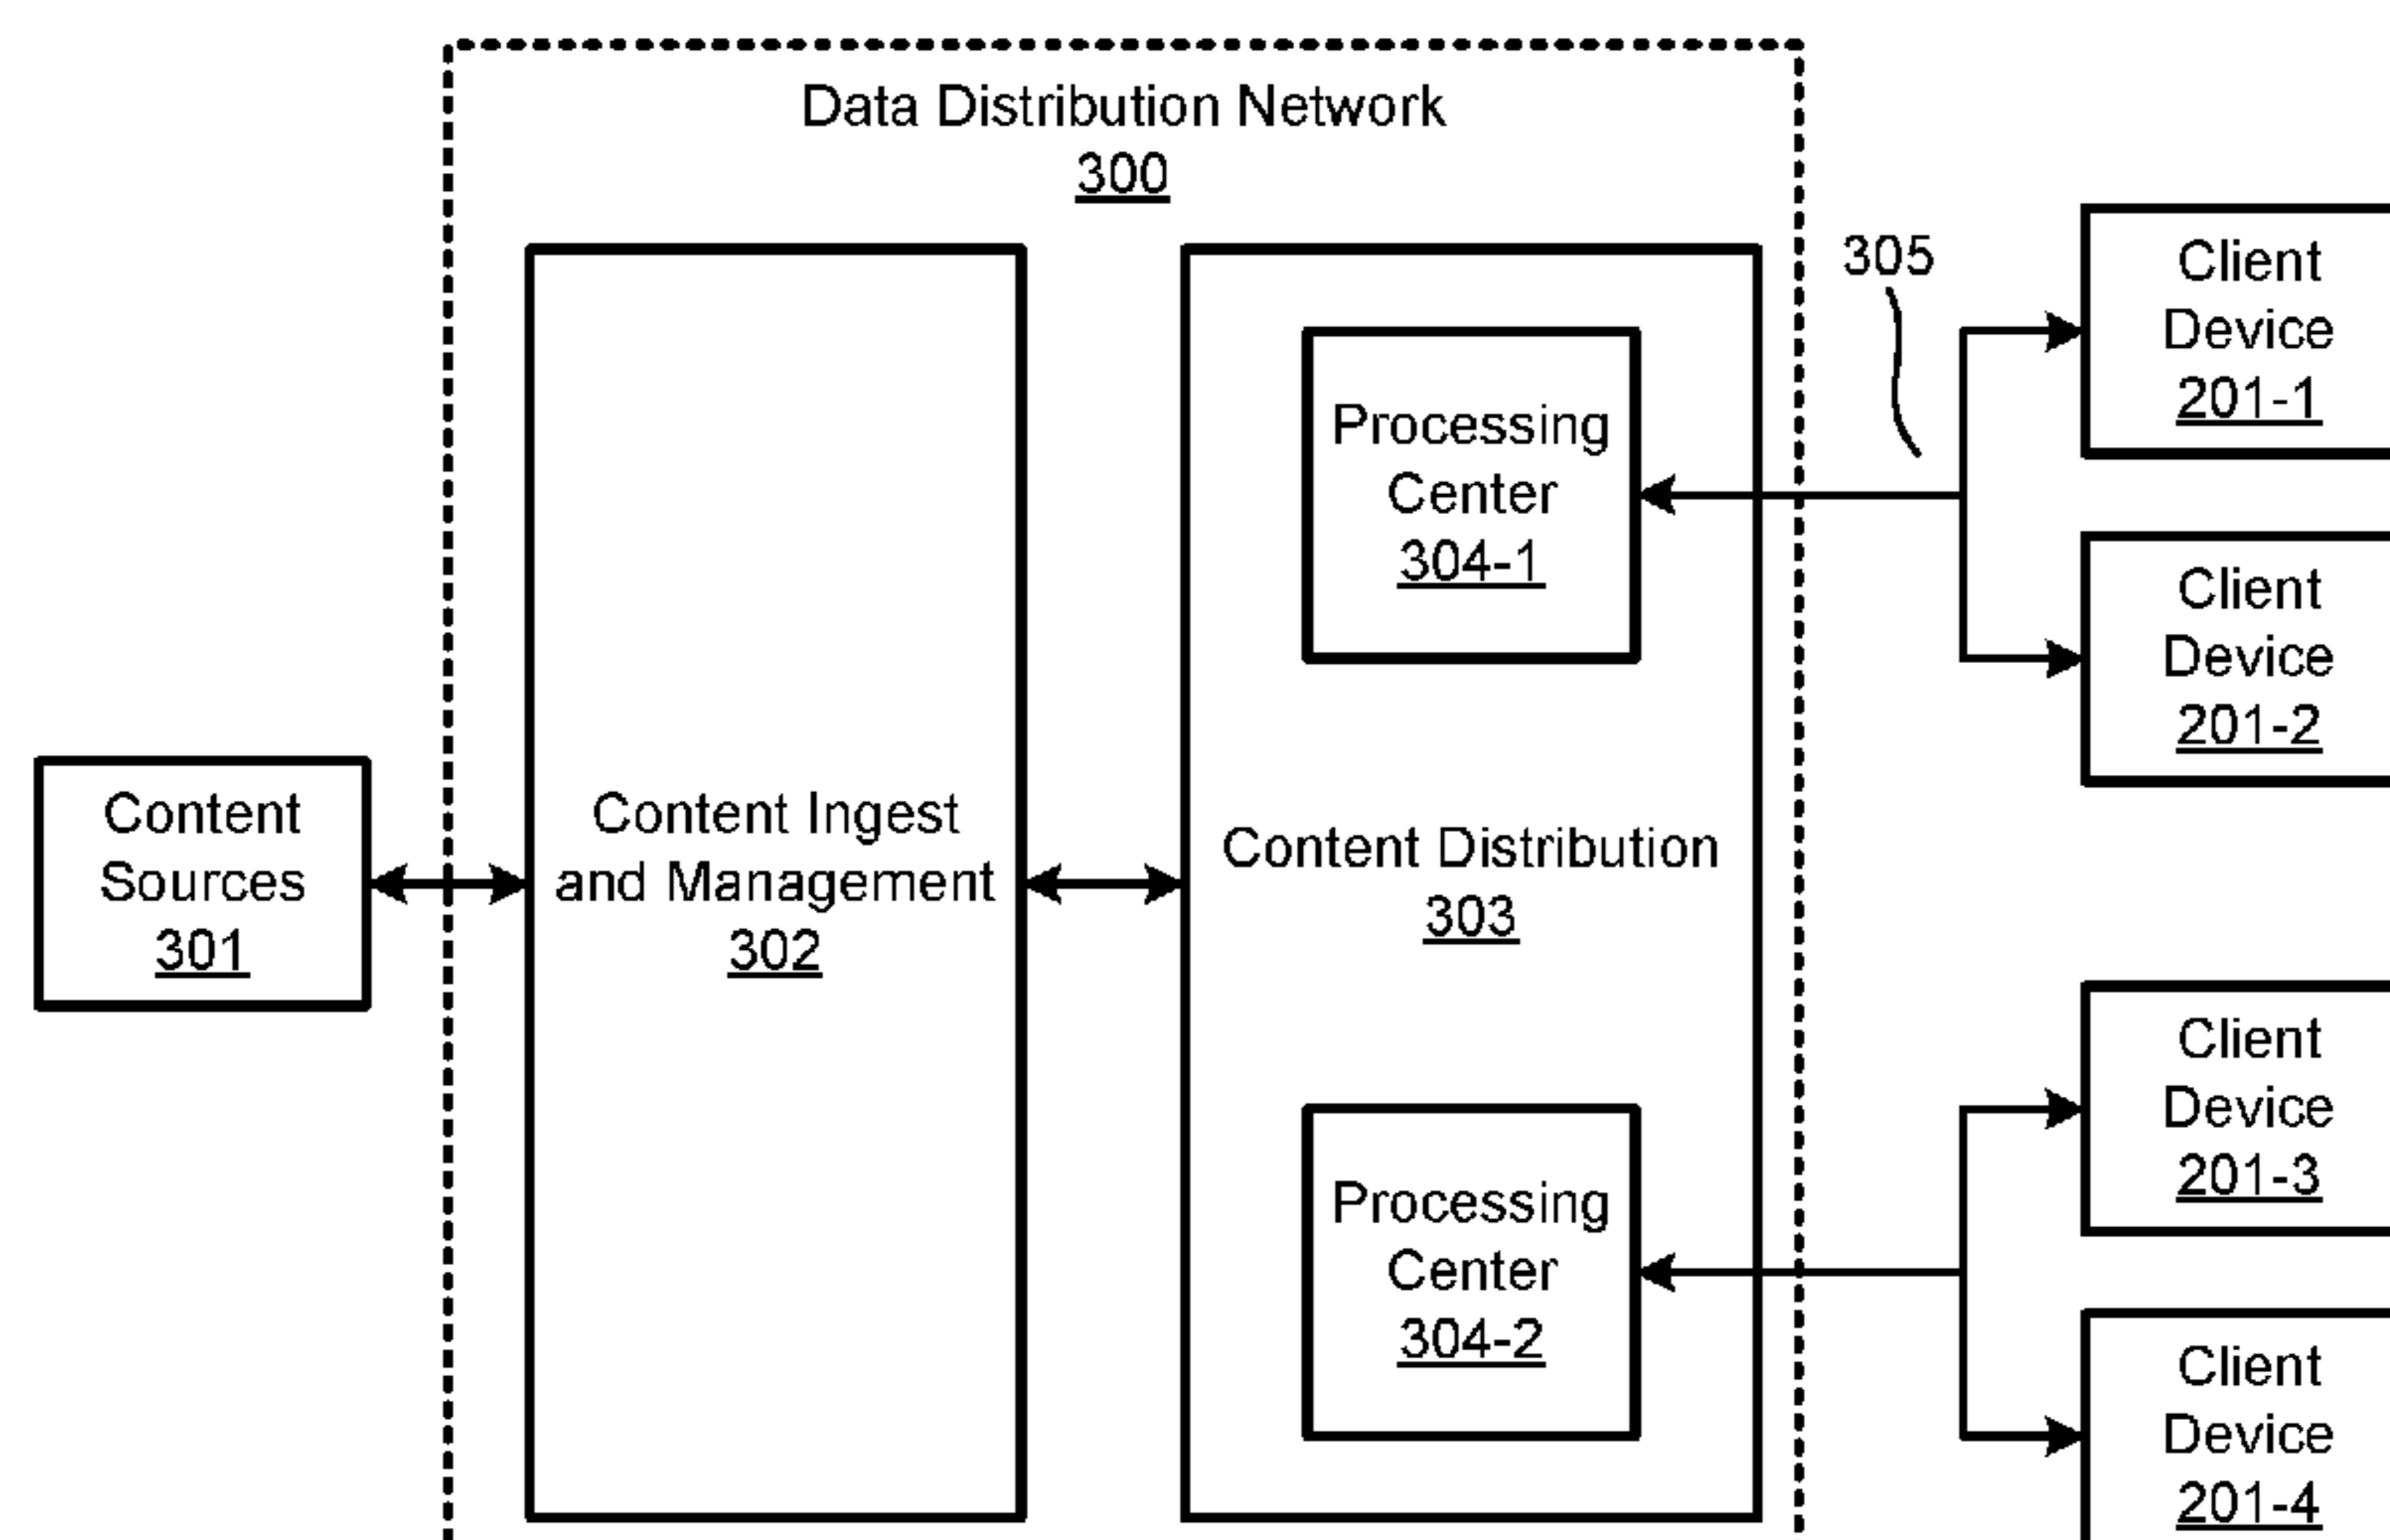 Data Distribution Network
300
305
Client
Device
201-1
Processing
Center
304-1
Client
Device
201-2
Content
Sources
301
Content Ingest
and Management
302
Content Distribution
303
Client
Device
201-3
Processing
Center
304-2
Client
Device
201-4